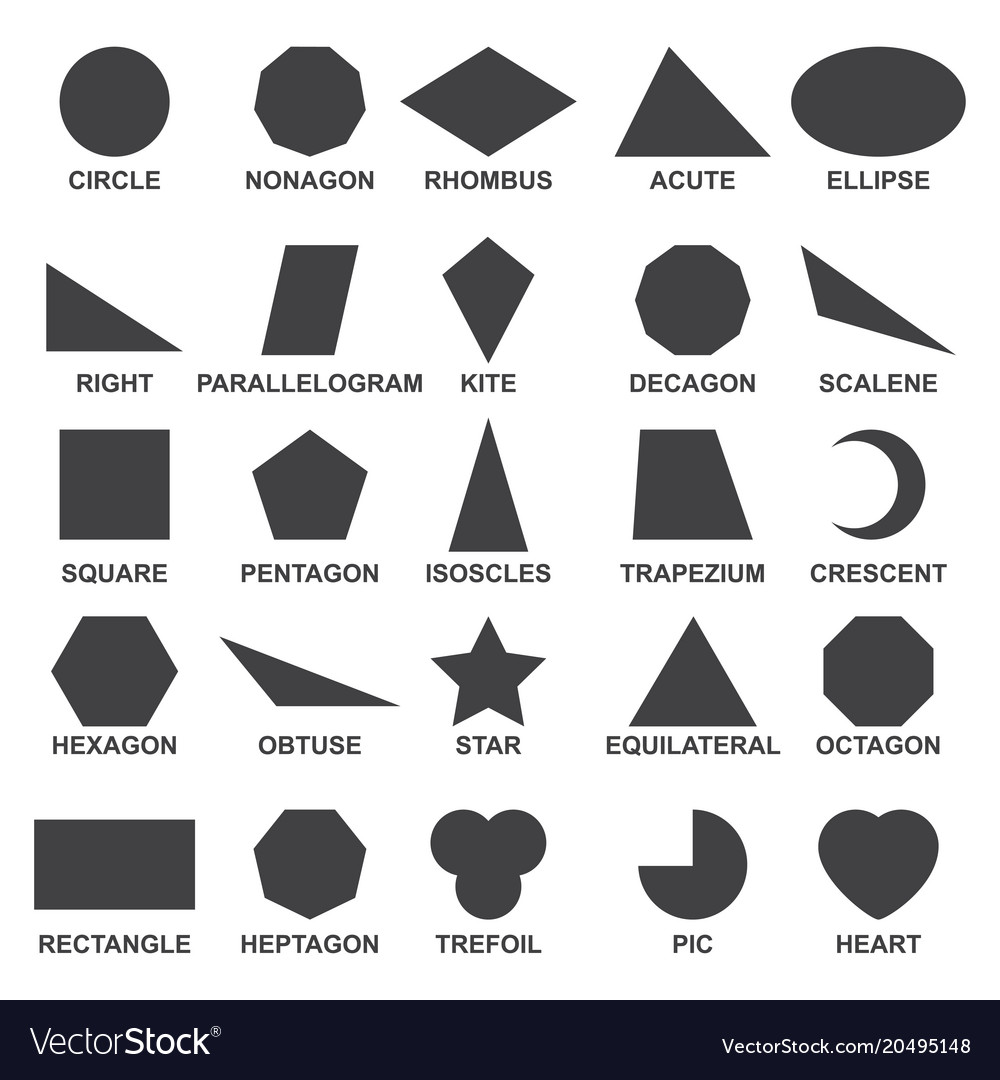 CIRCLE NONAGON RHOMBUS ACUTE ELLIPSE
RIGHT PARALLELOGRAM KITE DECAGON SCALENE
SQUARE PENTAGON ISOSCLES TRAPEZIUM CRESCENT
HEXAGON OBTUSE STAR EQUILATERAL OCTAGON
RECTANGLE HEPTAGON TREFOIL PIC HEART
VectorStock® VectorStock.com/20495148